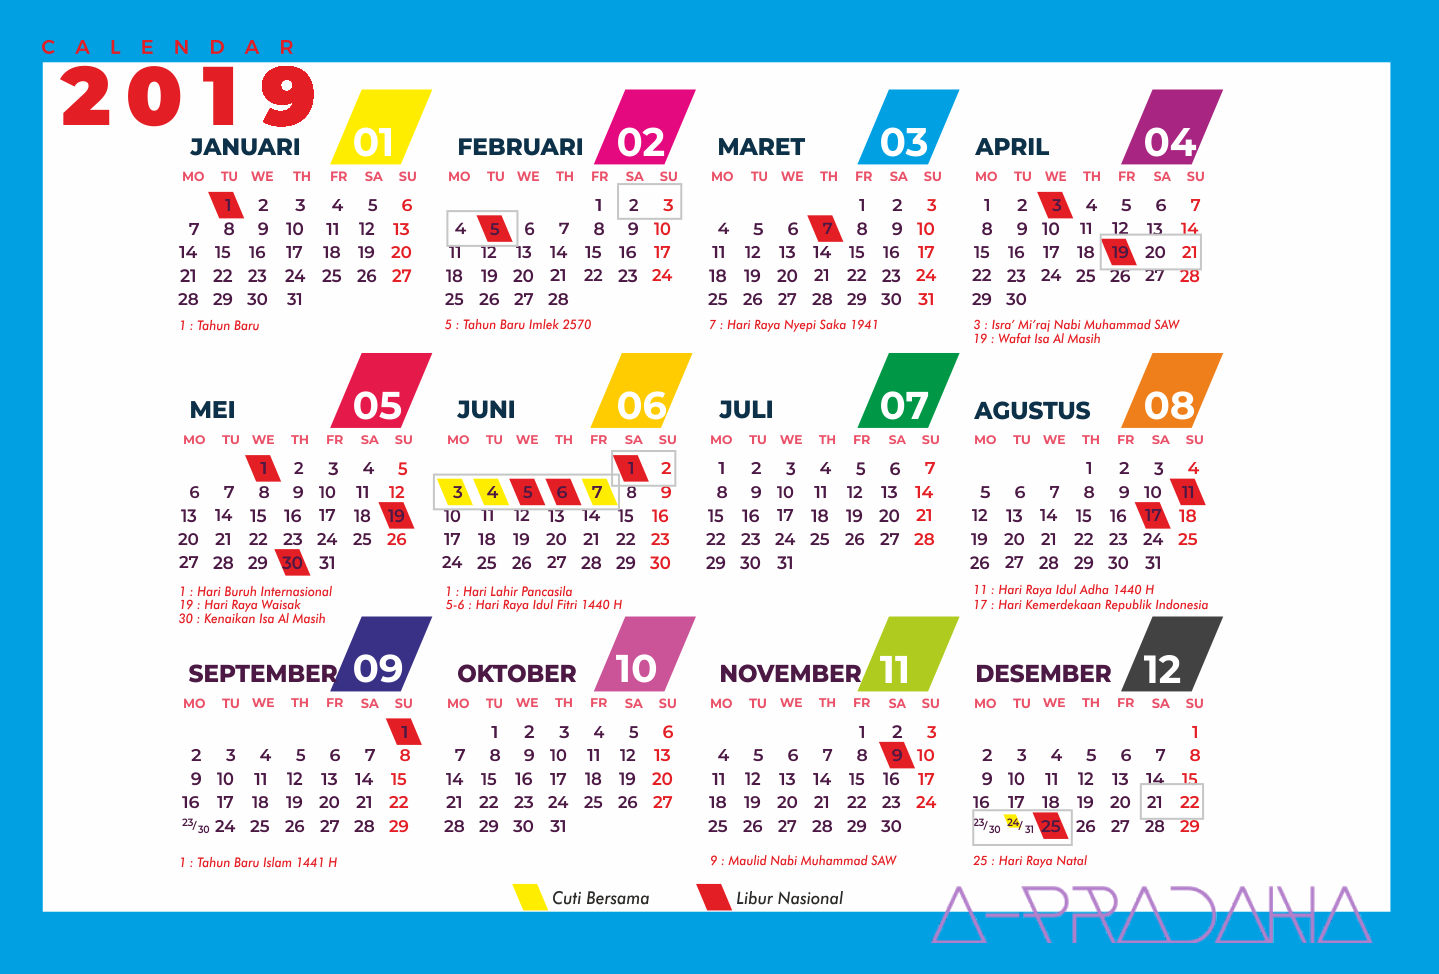 CALENDAR
2019
JANUARI 01
MO TU WE TH FR SA SU
1 2 3 4 5 6
7 8 9 10 11 12 13
14 15 16 17 18 19 20
21 22 23 24 25 26 27
28 29 30 31
1 : Tahun Baru
FEBRUARI 02
MO TU WE TH FR SA SU
1 2 3
4 5 6 7 8 9 10
11 12 13 14 15 16 17
18 19 20 21 22 23 24
25 26 27 28
5 : Tahun Baru Imlek 2570
MARET 03
MO TU WE TH FR SA SU
1 2 3
4 5 6 7 8 9 10
11 12 13 14 15 16 17
18 19 20 21 22 23 24
25 26 27 28 29 30 31
7 : Hari Raya Nyepi Saka 1941
APRIL 04
MO TU WE TH FR SA SU
1 2 3 4 5 6 7
8 9 10 11 12 13 14
15 16 17 18 19 20 21
22 23 24 25 26 27 28
29 30
3 : Isra' Mi'raj Nabi Muhammad SAW
19 : Wafat Isa Al Masih
MEI 05
MO TU WE TH FR SA SU
1 2 3 4 5
6 7 8 9 10 11 12
13 14 15 16 17 18 19
20 21 22 23 24 25 26
27 28 29 30 31
1 : Hari Buruh Internasional
19 : Hari Raya Waisak
30 : Kenaikan Isa Al Masih
JUNI 06
MO TU WE TH FR SA SU
1 2
3 4 5 6 7 8 9
10 11 12 13 14 15 16
17 18 19 20 21 22 23
24 25 26 27 28 29 30
1 : Hari Lahir Pancasila
5-6 : Hari Raya Idul Fitri 1440 H
JULI 07
MO TU WE TH FR SA SU
1 2 3 4 5 6 7
8 9 10 11 12 13 14
15 16 17 18 19 20 21
22 23 24 25 26 27 28
29 30 31
AGUSTUS 08
MO TU WE TH FR SA SU
1 2 3 4
5 6 7 8 9 10 11
12 13 14 15 16 17 18
19 20 21 22 23 24 25
26 27 28 29 30 31
11 : Hari Raya Idul Adha 1440 H
17 : Hari Kemerdekaan Republik Indonesia
SEPTEMBER 09
MO TU WE TH FR SA SU
1
2 3 4 5 6 7 8
9 10 11 12 13 14 15
16 17 18 19 20 21 22
23/30 24 25 26 27 28 29
1 : Tahun Baru Islam 1441 H
OKTOBER 10
MO TU WE TH FR SA SU
1 2 3 4 5 6
7 8 9 10 11 12 13
14 15 16 17 18 19 20
21 22 23 24 25 26 27
28 29 30 31
NOVEMBER 11
MO TU WE TH FR SA SU
1 2 3
4 5 6 7 8 9 10
11 12 13 14 15 16 17
18 19 20 21 22 23 24
25 26 27 28 29 30
9 : Maulid Nabi Muhammad SAW
DESEMBER 12
MO TU WE TH FR SA SU
1
2 3 4 5 6 7 8
9 10 11 12 13 14 15
16 17 18 19 20 21 22
23/30 24/31 25 26 27 28 29
25 : Hari Raya Natal
Cuti Bersama
Libur Nasional
A-PRADANA